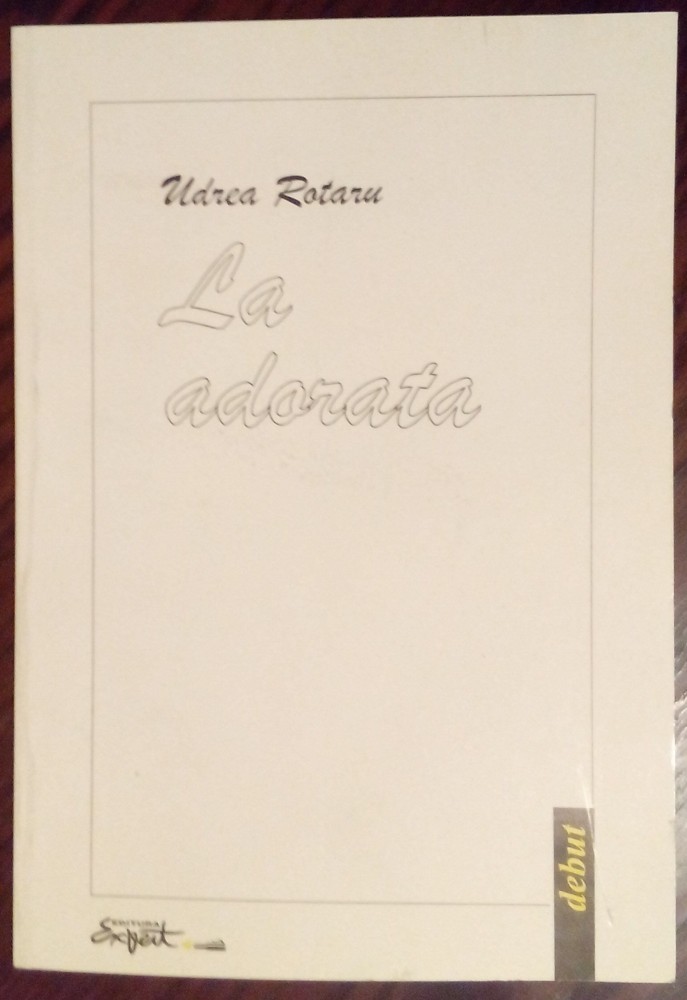 Udrea Rotaru
La
adorata
debut
EDITURA
Expert